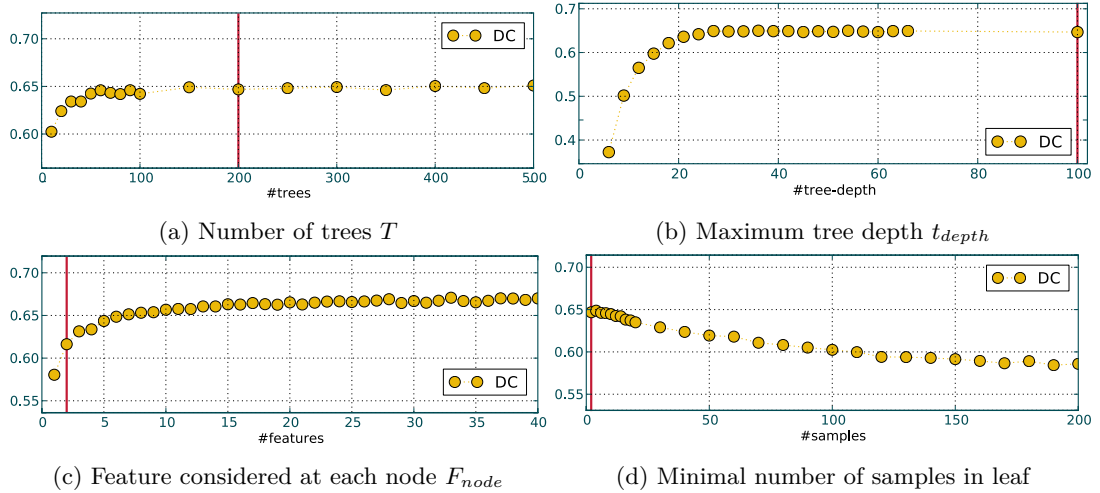 0.70
0.65
0.60
DC
0 100 200 300 400 500
#trees
(a) Number of trees T
0.7
0.6
0.5
0.4
DC
0 20 40 60 80 100
#tree-depth
(b) Maximum tree depth t_depth
0.70
0.65
0.60
0.55
DC
0 5 10 15 20 25 30 35 40
#features
(c) Feature considered at each node F_node
0.70
0.65
0.60
0.55
DC
0 50 100 150 200
#samples
(d) Minimal number of samples in leaf